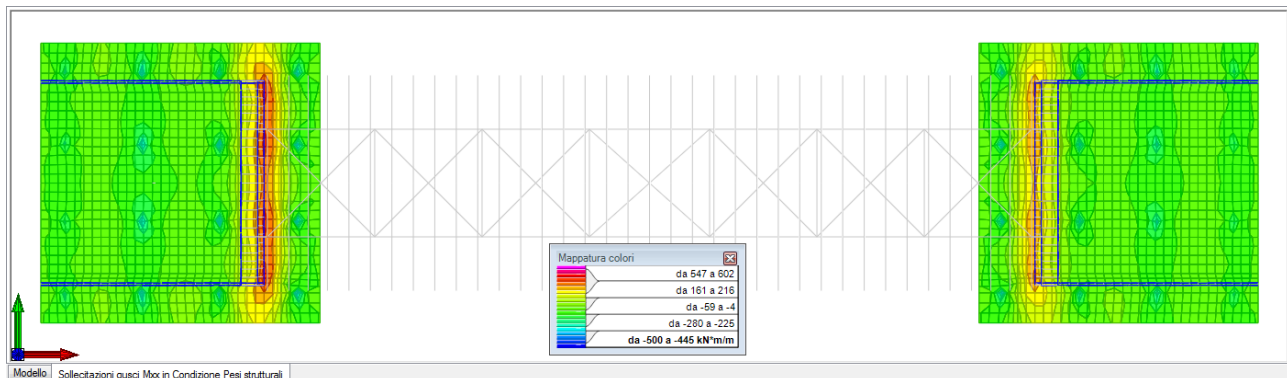 Mappatura colori
da 547 a 602
da 161 a 216
da -59 a -4
da -280 a -225
da -500 a -445 kN*m/m
Modello
Sollecitazioni gusci Mxx in Condizione Pesi strutturali